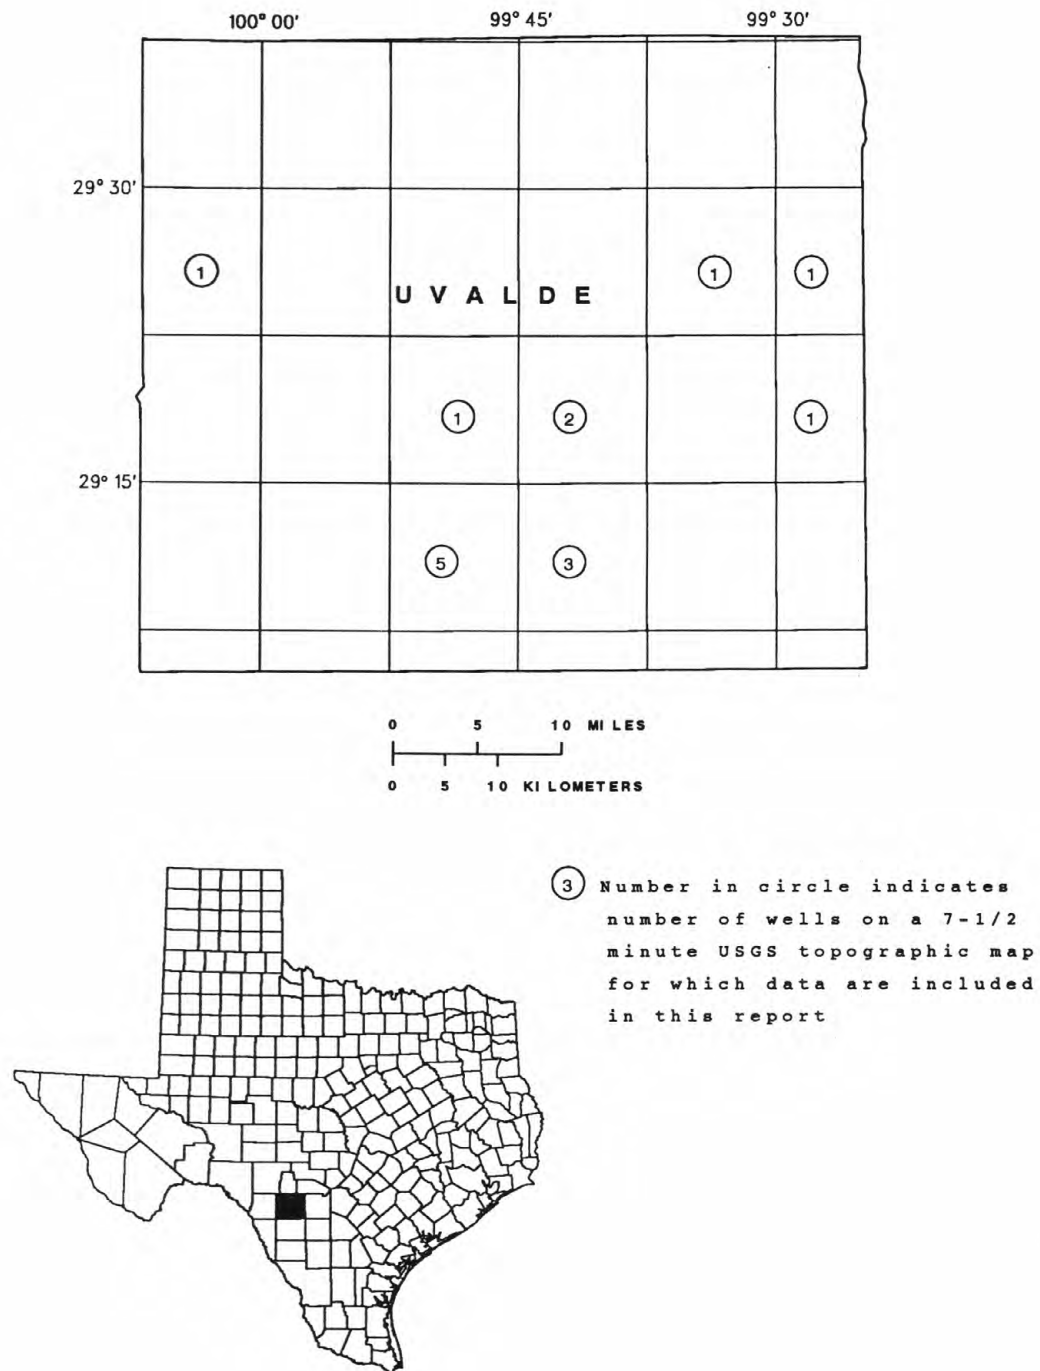 100° 00' 99° 45' 99° 30'
29° 30'
1 1 1
UVALDE
1 2 1
29° 15'
5 3
0 5 10 MILES
0 5 10 KILOMETERS
3 Number in circle indicates
number of wells on a 7-1/2
minute USGS topographic map
for which data are included
in this report